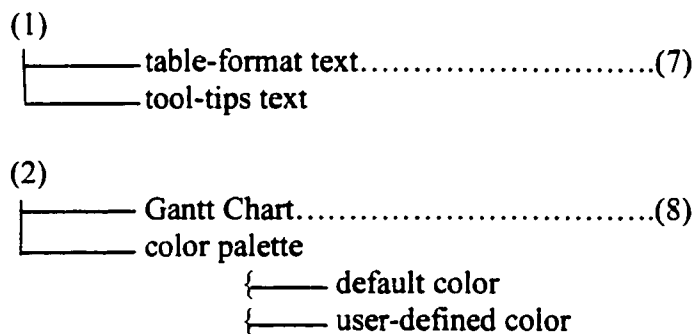 (1)
table-format text..............................(7)
tool-tips text
(2)
Gantt Chart....................................(8)
color palette
default color
user-defined color